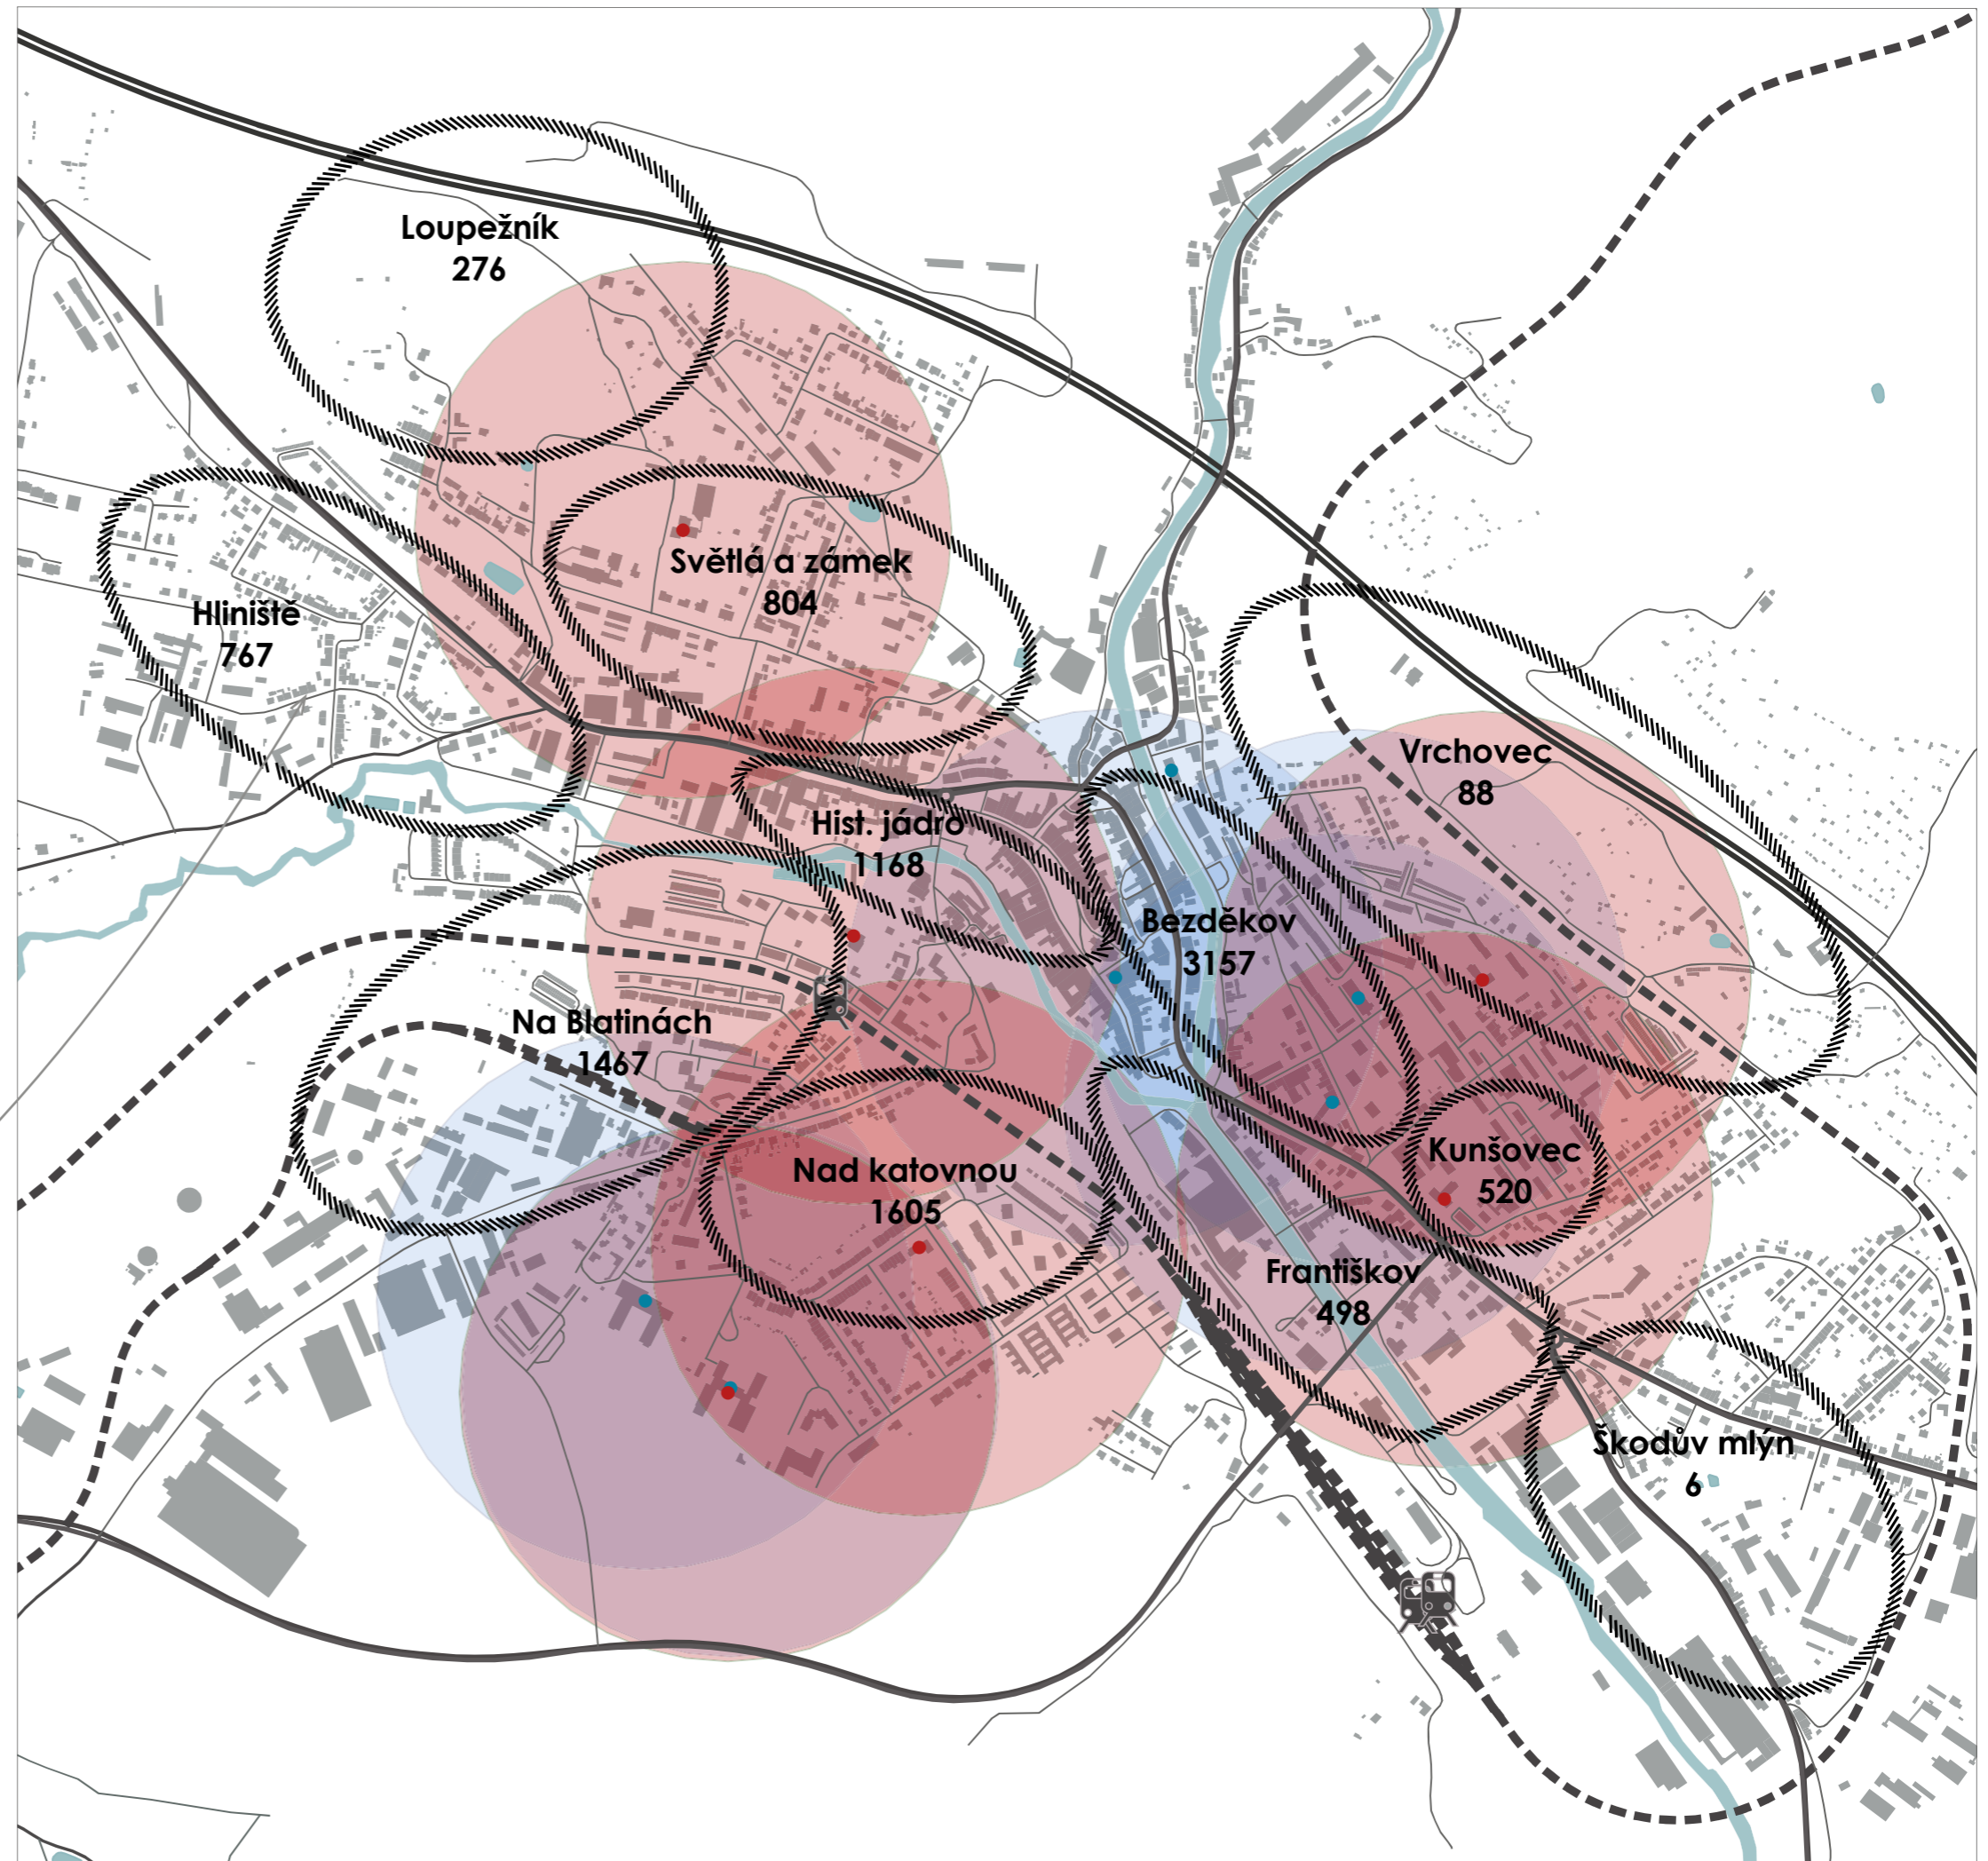 Loupežník
276
Světlá a zámek
804
Hliniště
767
Vrchovec
88
Hist. jádro
1168
Bezděkov
3157
Na Blatinách
1467
Kunšovec
520
Nad katovnou
1605
Františkov
498
Škodův mlýn
6